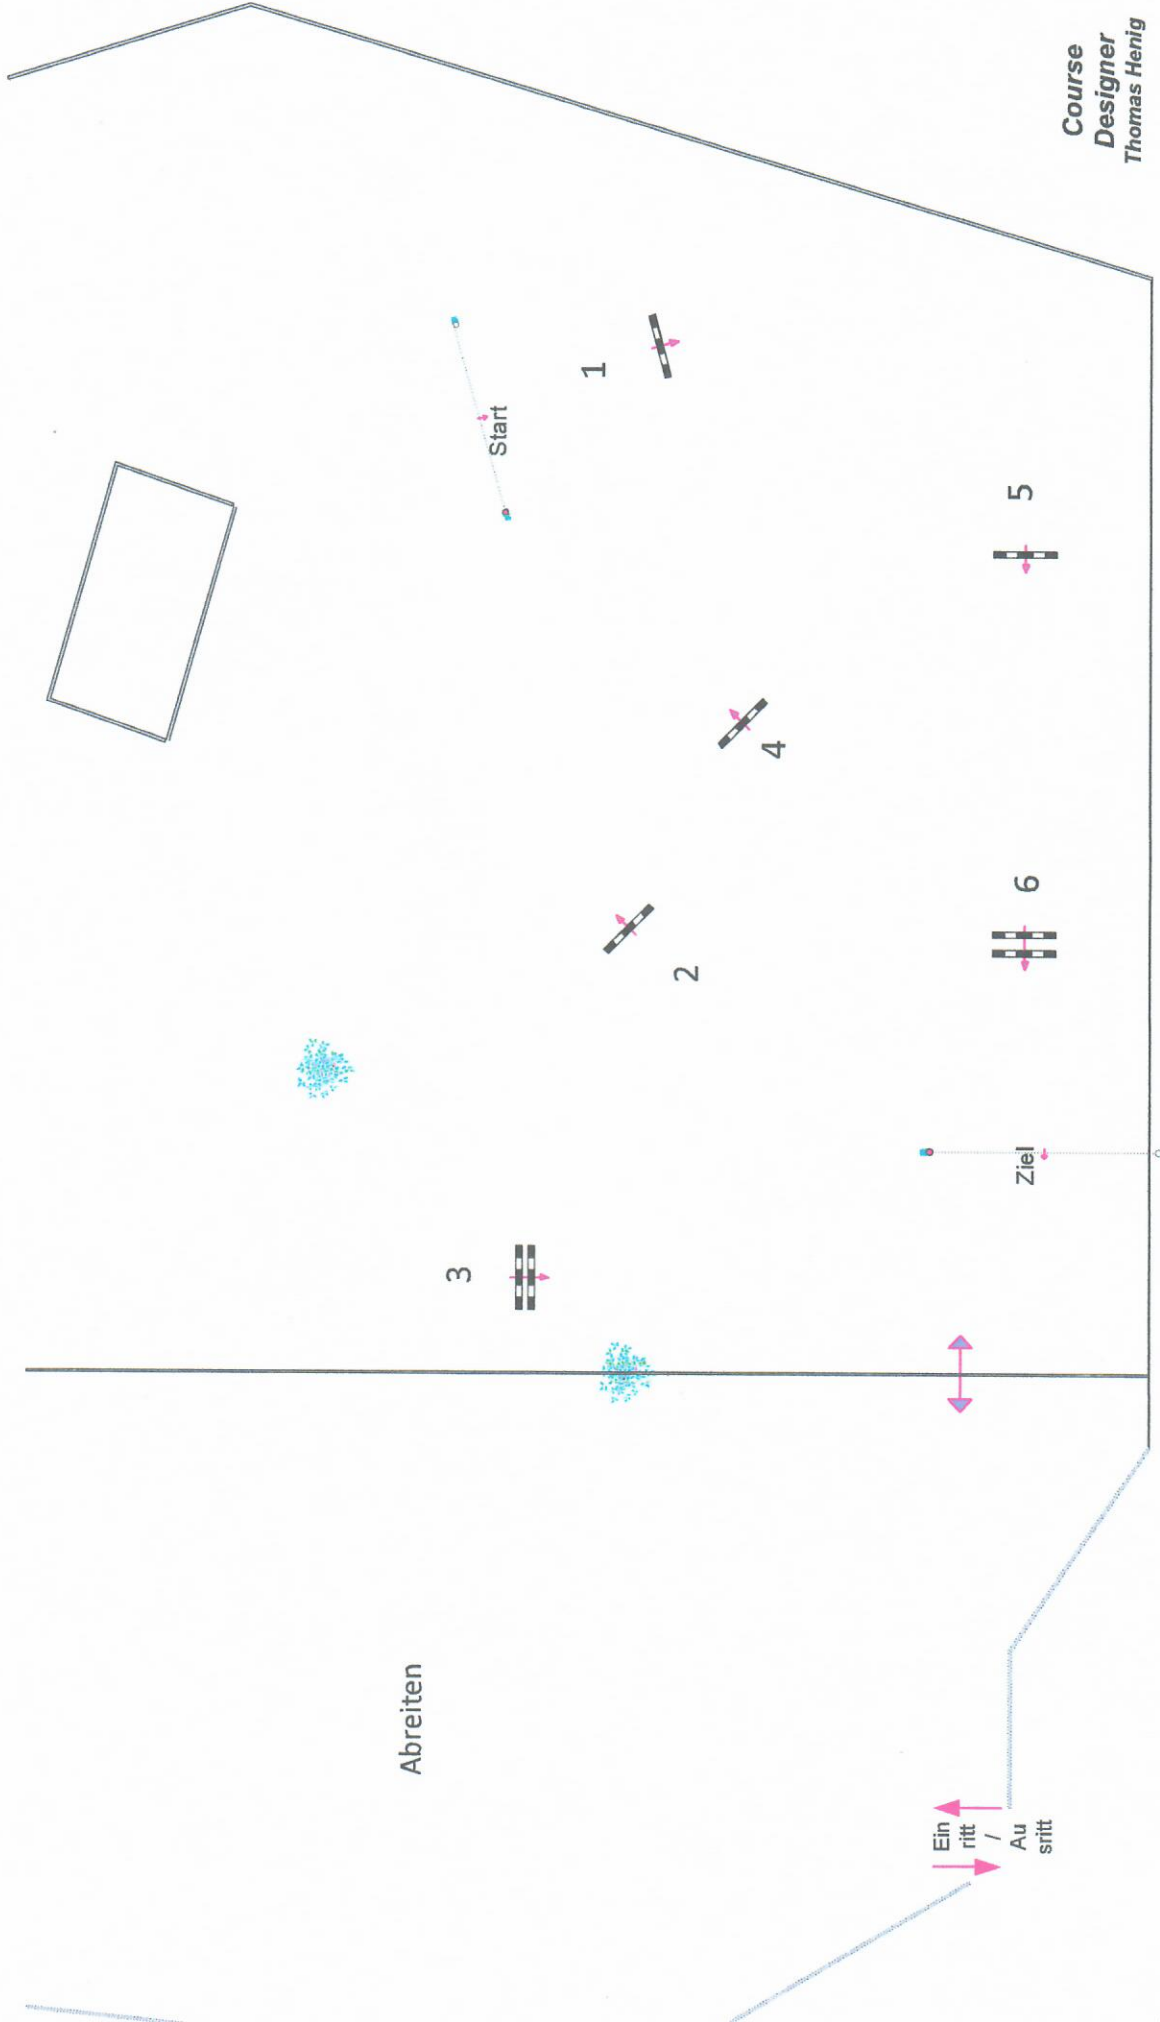 Abreiten
Ein
ritt
/
Au
sritt
3
Ziel
2
6
4
5
1
Start
Course
Designer
Thomas Henig